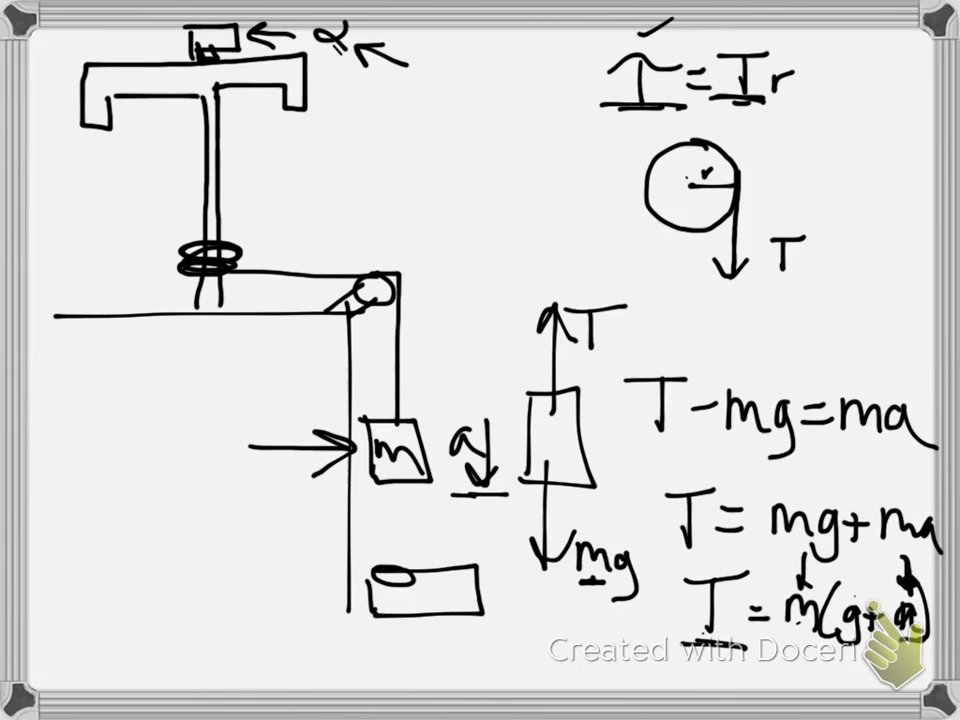 α
τ = Tr
r
T
T
T - mg = ma
m
a
T = mg + ma
mg
T = m(g+a)
Created with Doceri